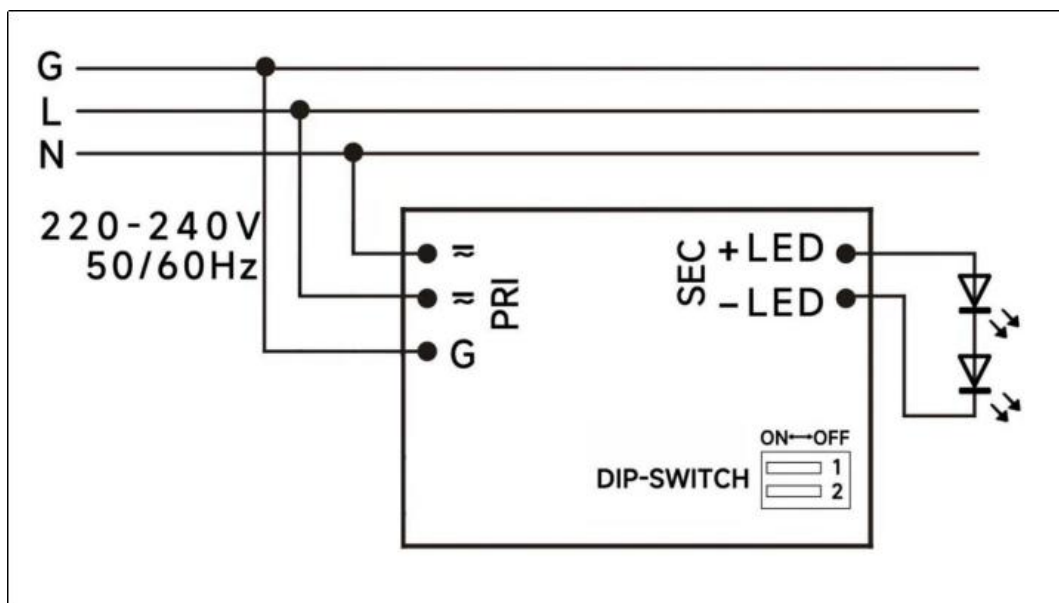 G
L
N
220-240V
50/60Hz
≂
≂
G
PRI
SEC
+LED
-LED
ON↔OFF
DIP-SWITCH
1
2